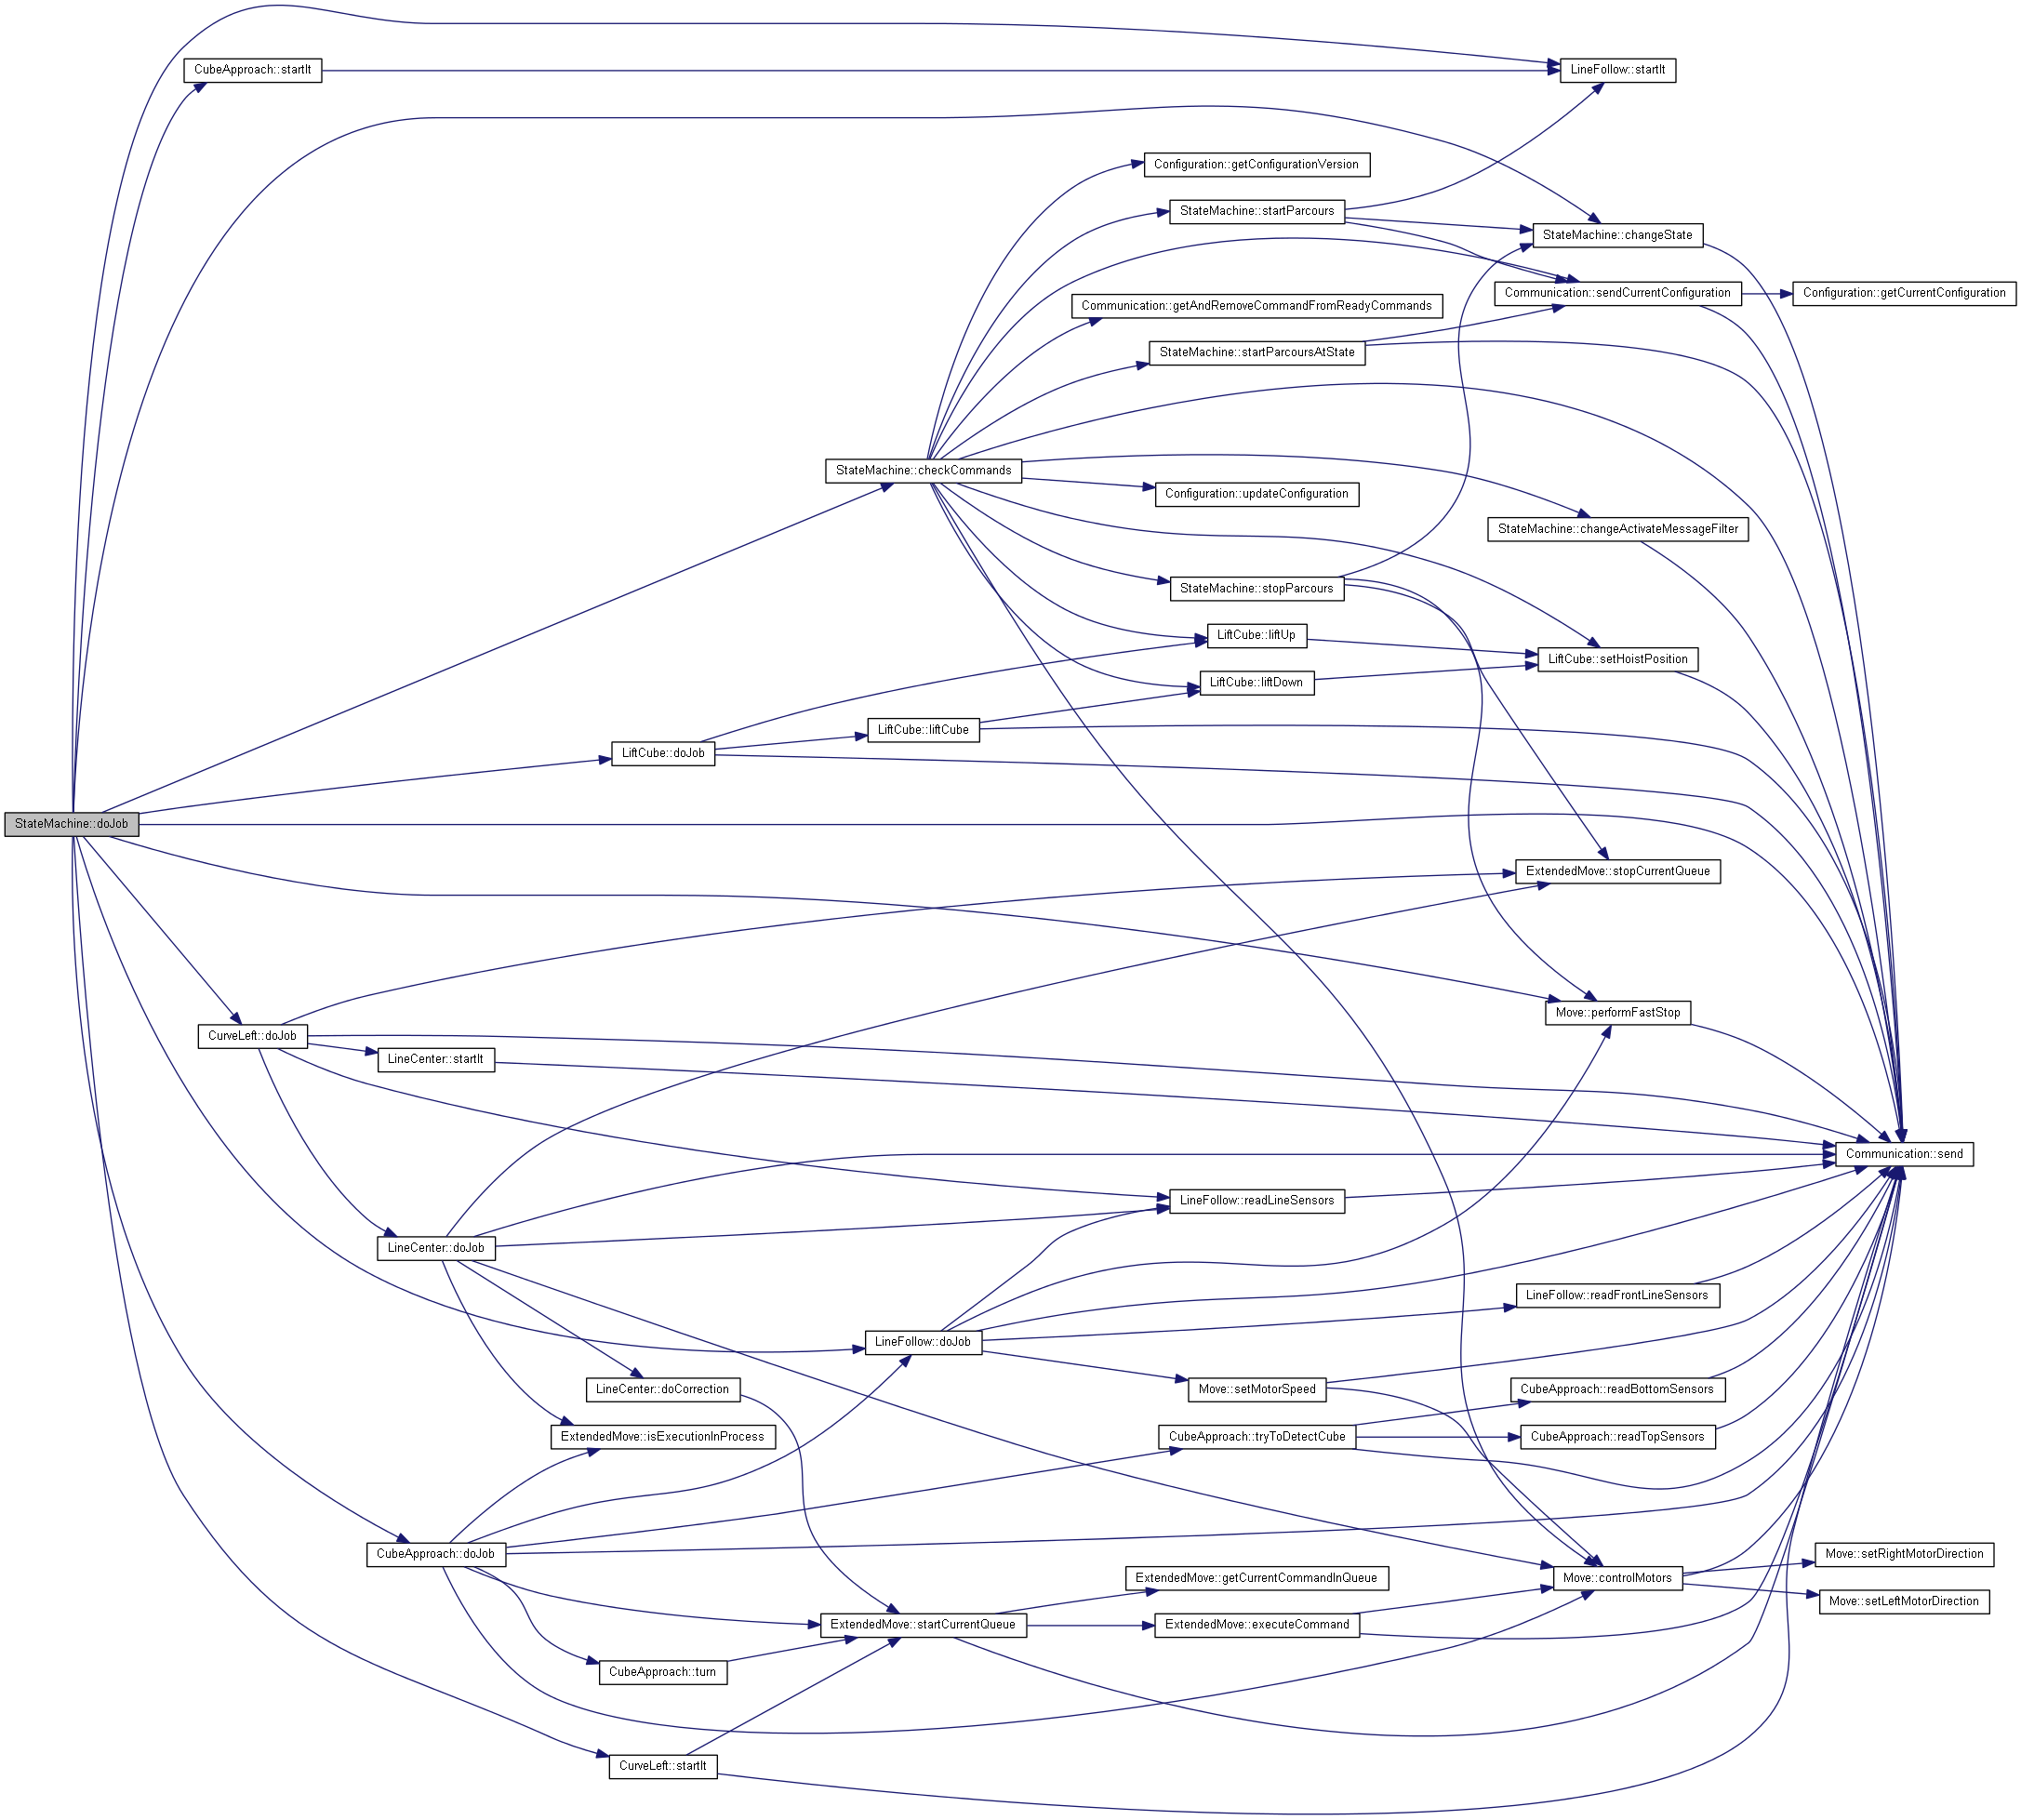 CubeApproach::startIt
LineFollow::startIt
Configuration::getConfigurationVersion
StateMachine::startParcours
StateMachine::changeState
Communication::sendCurrentConfiguration
Configuration::getCurrentConfiguration
Communication::getAndRemoveCommandFromReadyCommands
StateMachine::startParcoursAtState
StateMachine::checkCommands
Configuration::updateConfiguration
StateMachine::changeActivateMessageFilter
StateMachine::stopParcours
LiftCube::liftUp
LiftCube::setHoistPosition
LiftCube::liftDown
LiftCube::liftCube
LiftCube::doJob
StateMachine::doJob
ExtendedMove::stopCurrentQueue
Move::performFastStop
CurveLeft::doJob
LineCenter::startIt
Communication::send
LineFollow::readLineSensors
LineCenter::doJob
LineFollow::readFrontLineSensors
LineFollow::doJob
LineCenter::doCorrection
Move::setMotorSpeed
CubeApproach::readBottomSensors
ExtendedMove::isExecutionInProcess
CubeApproach::tryToDetectCube
CubeApproach::readTopSensors
CubeApproach::doJob
Move::setRightMotorDirection
ExtendedMove::getCurrentCommandInQueue
Move::controlMotors
Move::setLeftMotorDirection
ExtendedMove::startCurrentQueue
ExtendedMove::executeCommand
CubeApproach::turn
CurveLeft::startIt